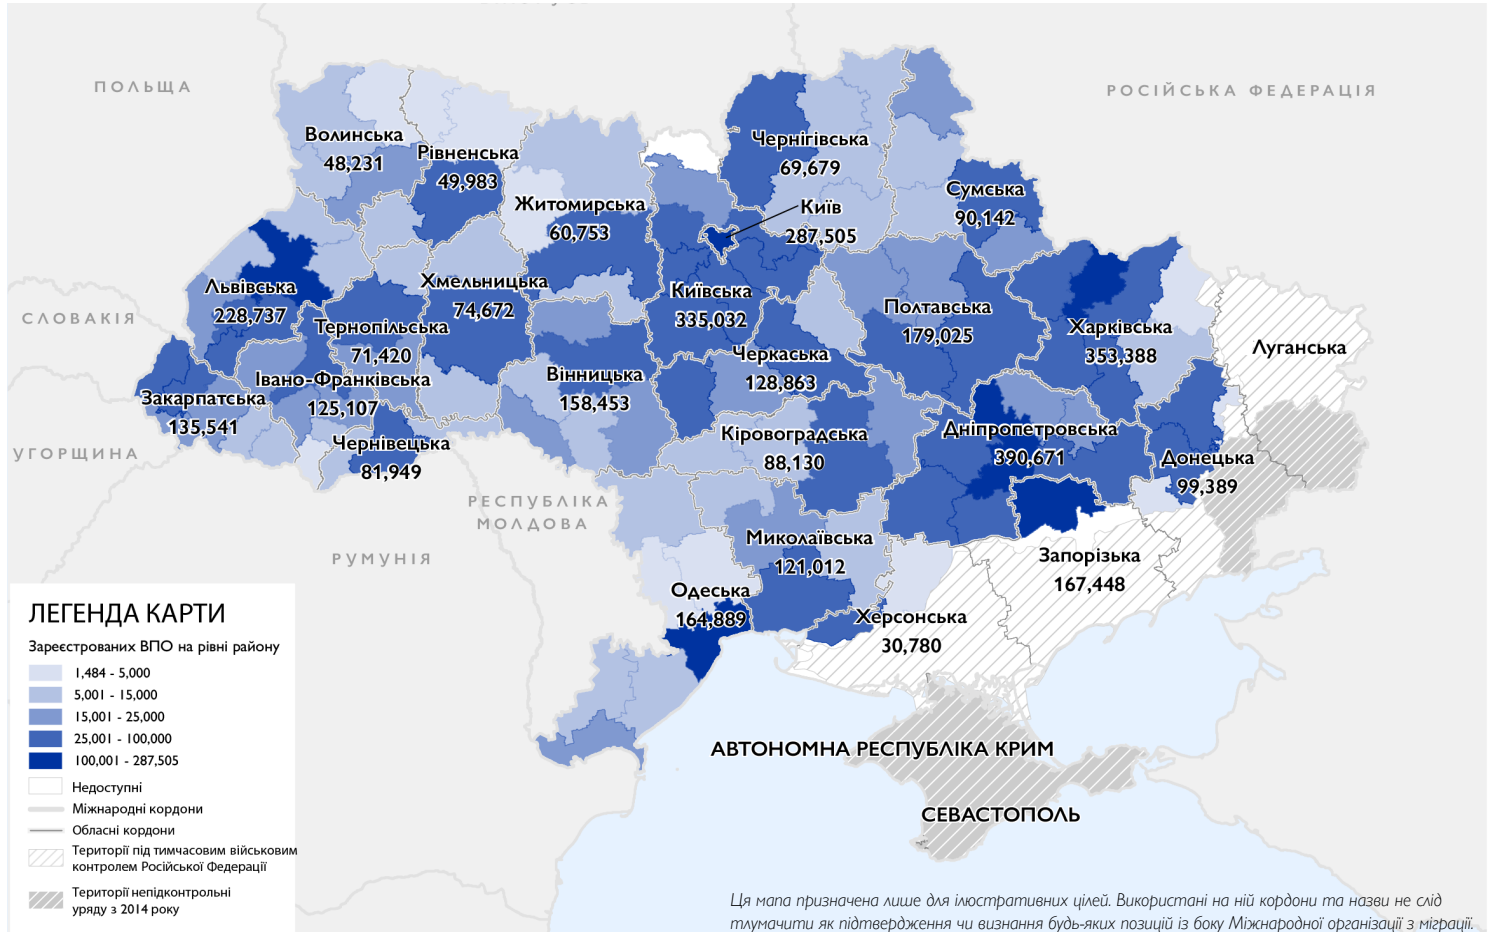 ПОЛЬЩА
РОСІЙСЬКА ФЕДЕРАЦІЯ
Волинська
48,231
Рівненська
49,983
Чернігівська
69,679
Сумська
90,142
Житомирська
60,753
Київ
287,505
Львівська
228,737
Хмельницька
74,672
Київська
335,032
Полтавська
179,025
Харківська
353,388
Луганська
СЛОВАКІЯ
Тернопільська
71,420
Черкаська
128,863
Івано-Франківська
125,107
Вінницька
158,453
Закарпатська
135,541
Чернівецька
81,949
Кіровоградська
88,130
Дніпропетровська
390,671
Донецька
99,389
УГОРЩИНА
РЕСПУБЛІКА
МОЛДОВА
РУМУНІЯ
Миколаївська
121,012
Запорізька
167,448
Одеська
164,889
Херсонська
30,780
АВТОНОМНА РЕСПУБЛІКА КРИМ
СЕВАСТОПОЛЬ
ЛЕГЕНДА КАРТИ
Зареєстрованих ВПО на рівні району
1,484 - 5,000
5,001 - 15,000
15,001 - 25,000
25,001 - 100,000
100,001 - 287,505
Недоступні
Міжнародні кордони
Обласні кордони
Території під тимчасовим військовим
контролем Російської Федерації
Території непідконтрольні
уряду з 2014 року
Ця мапа призначена лише для ілюстративних цілей. Використані на ній кордони та назви не слід
тлумачити як підтвердження чи визнання будь-яких позицій із боку Міжнародної організації з міграції.